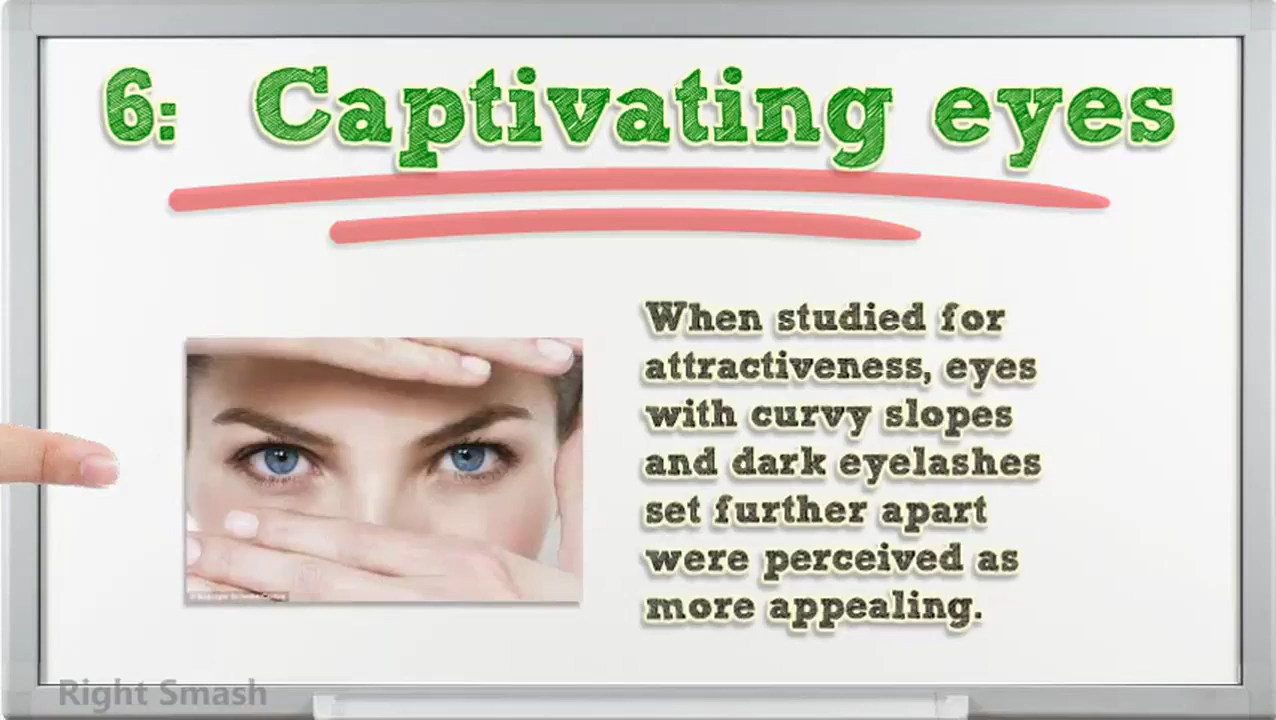 6: Captivating eyes
When studied for
attractiveness, eyes
with curvy slopes
and dark eyelashes
set further apart
were perceived as
more appealing.
Right Smash